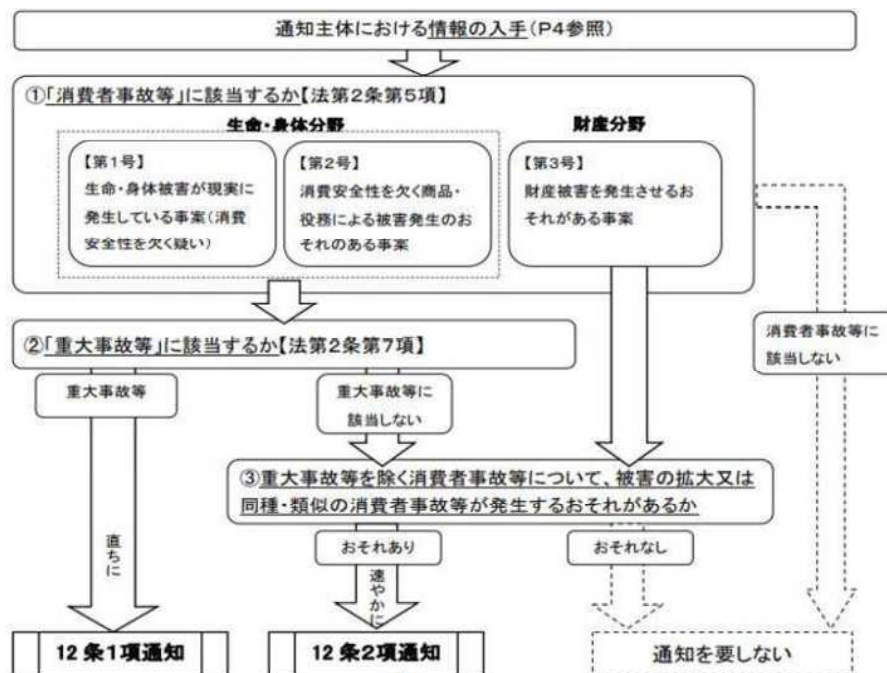 通知主体における情報の入手(P4参照)
①「消費者事故等」に該当するか【法第2条第5項】
生命・身体分野
財産分野
【第1号】
生命・身体被害が現実に
発生している事案(消費
安全性を欠く疑い)
【第2号】
消費安全性を欠く商品・
役務による被害発生のお
それのある事案
【第3号】
財産被害を発生させるお
それがある事案
消費者事故等に
該当しない
②「重大事故等」に該当するか【法第2条第7項】
重大事故等
重大事故等に
該当しない
③重大事故等を除く消費者事故等について、被害の拡大又は
同種・類似の消費者事故等が発生するおそれがあるか
直ちに
おそれあり
おそれなし
速やかに
12条1項通知
12条2項通知
通知を要しない